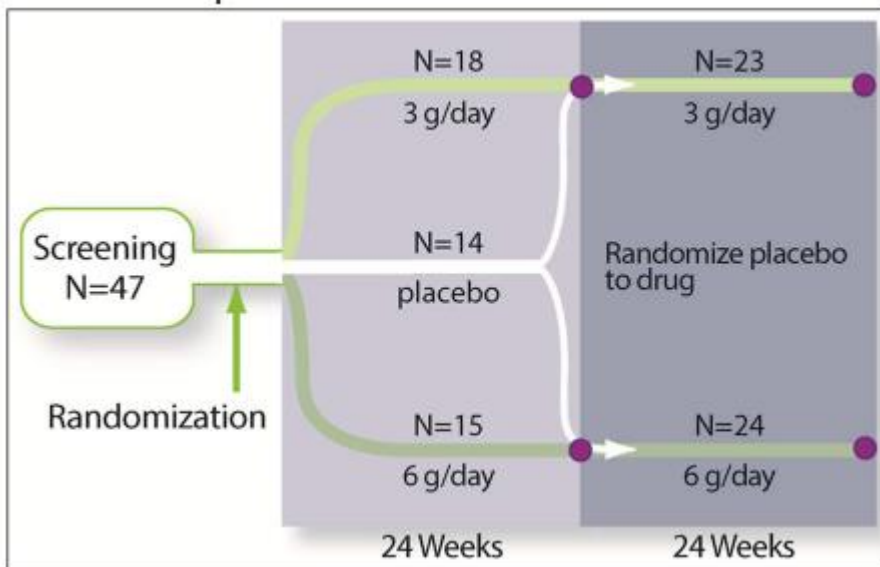 N=18
3 g/day
N=23
3 g/day
Screening
N=47
N=14
placebo
Randomize placebo
to drug
Randomization
N=15
6 g/day
N=24
6 g/day
24 Weeks
24 Weeks